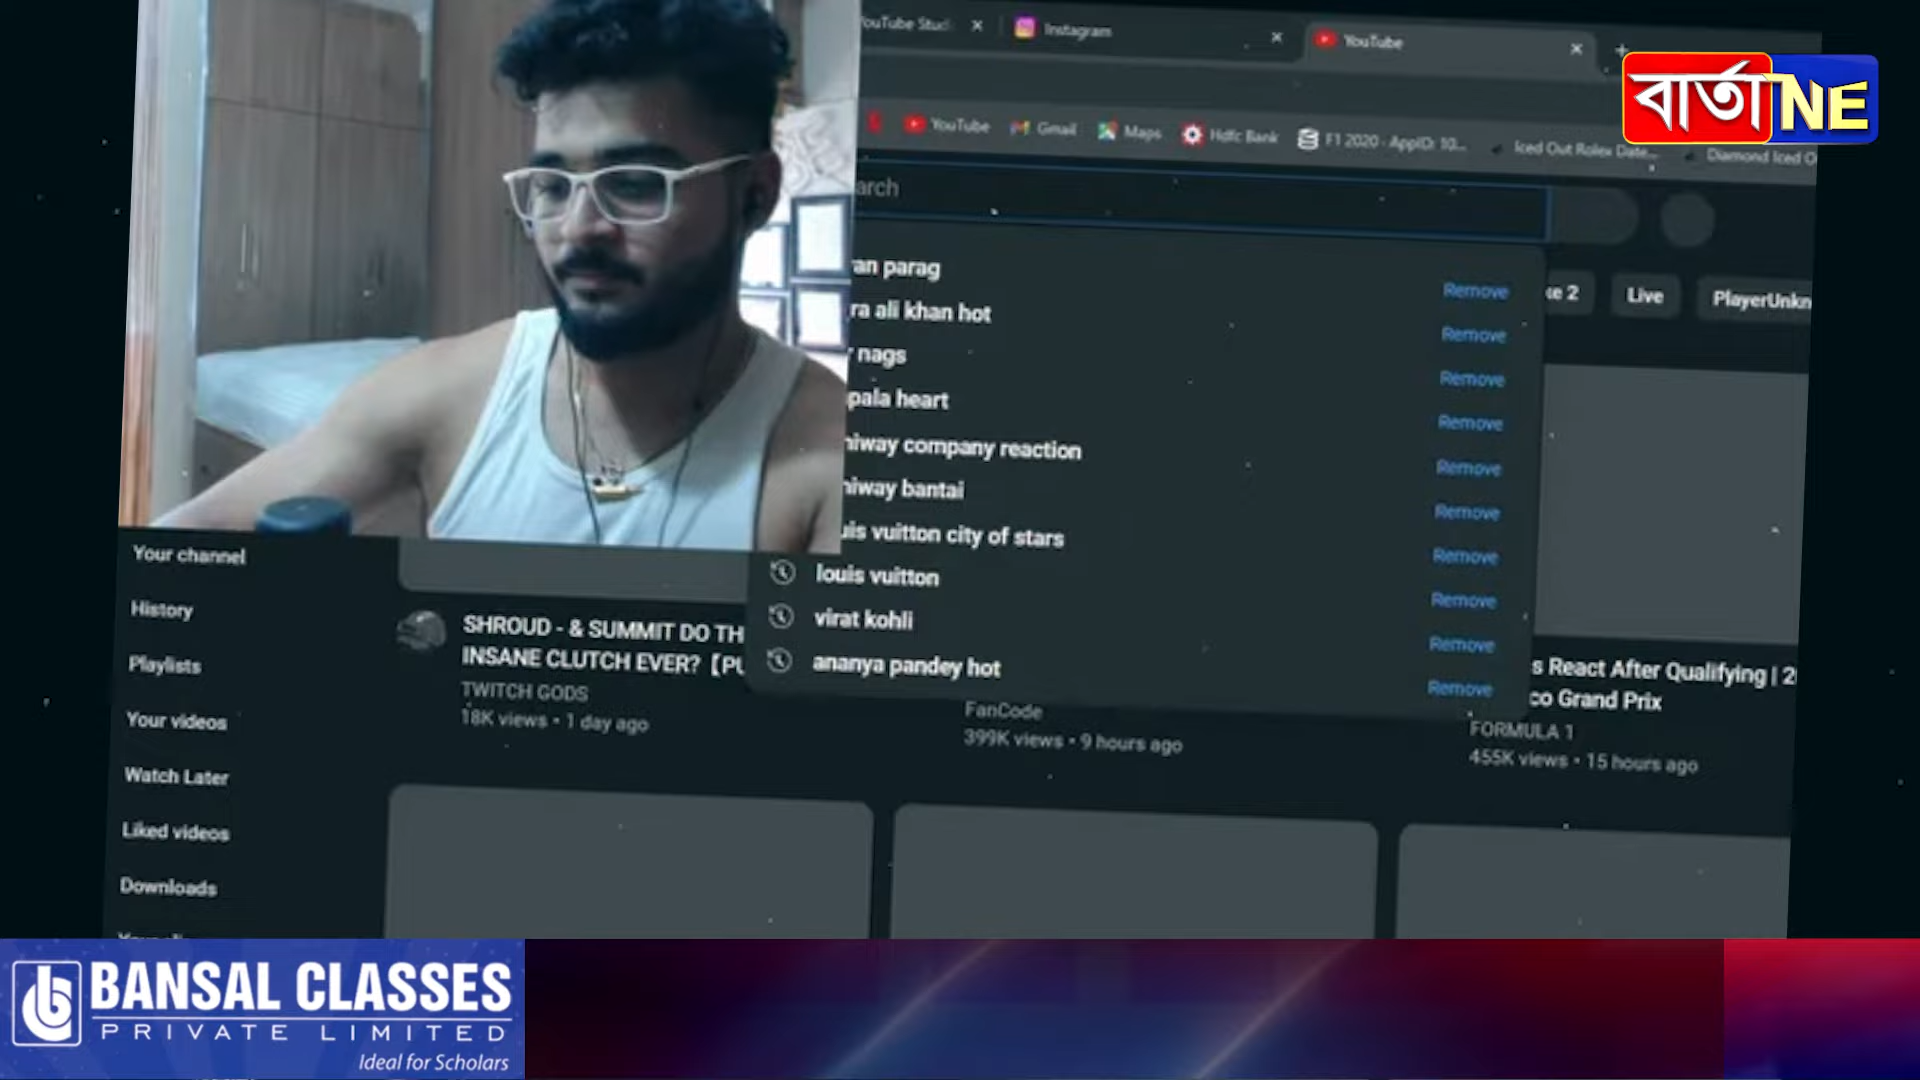 YouTube
Instagram
YouTube
বার্তা NE
YouTube
Gmail
Maps
Hdfc Bank
F1 2020 - AppID: 10...
Iced Out Rolex Date...
Diamond Iced O
arch
an parag
Remove
ra ali khan hot
Remove
nags
Remove
pala heart
Remove
hiway company reaction
Remove
hiway bantai
Remove
uis vuitton city of stars
Remove
louis vuitton
Remove
virat kohli
Remove
ananya pandey hot
Remove
ke 2
Live
PlayerUnkn
Your channel
History
Playlists
Your videos
Watch Later
Liked videos
Downloads
SHROUD - & SUMMIT DO TH
INSANE CLUTCH EVER? [PU
TWITCH GODS
18K views • 1 day ago
FanCode
399K views • 9 hours ago
s React After Qualifying | 2
co Grand Prix
FORMULA 1
455K views • 15 hours ago
BANSAL CLASSES
PRIVATE LIMITED
Ideal for Scholars